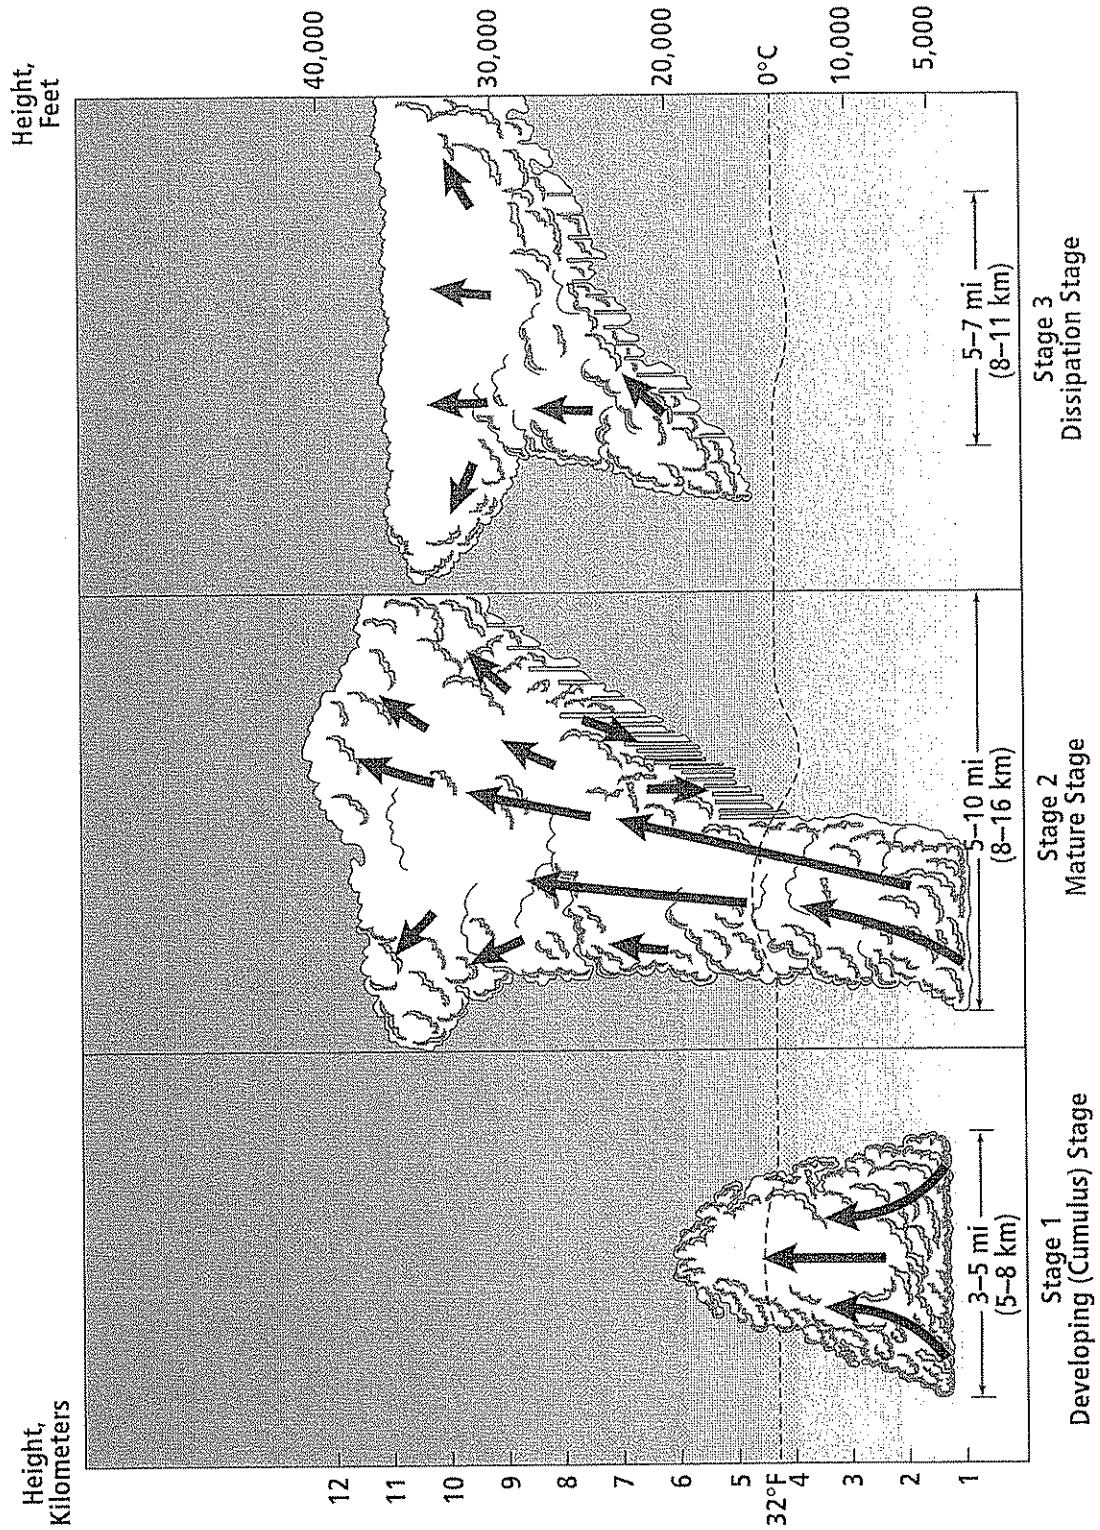 Height,
Kilometers
12
11
10
9
8
7
6
5
32°F
4
3
2
1
3–5 mi
(5–8 km)
Stage 1
Developing (Cumulus) Stage
5–10 mi
(8–16 km)
Stage 2
Mature Stage
5–7 mi
(8–11 km)
Stage 3
Dissipation Stage
Height,
Feet
40,000
30,000
20,000
0°C
10,000
5,000